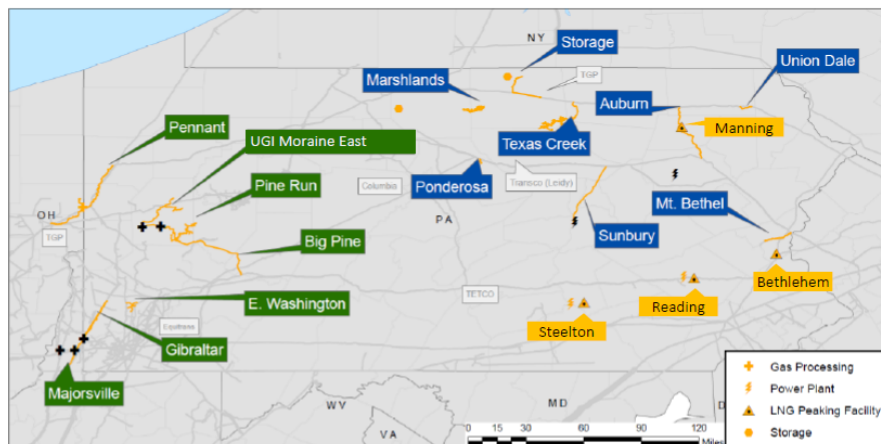 NY
Storage
TGP
Union Dale
Marshlands
Auburn
Manning
Pennant
UGI Moraine East
Texas Creek
Pine Run
Columbia
Ponderosa
Transco (Leidy)
OH
PA
Mt. Bethel
TGP
Big Pine
Sunbury
Bethlehem
E. Washington
TETCO
Reading
Steelton
Equitrans
Gibraltar
Majorsville
Gas Processing
Power Plant
LNG Peaking Facility
Storage
WV
MD
D
VA
0 15 30 60 90 120
Miles